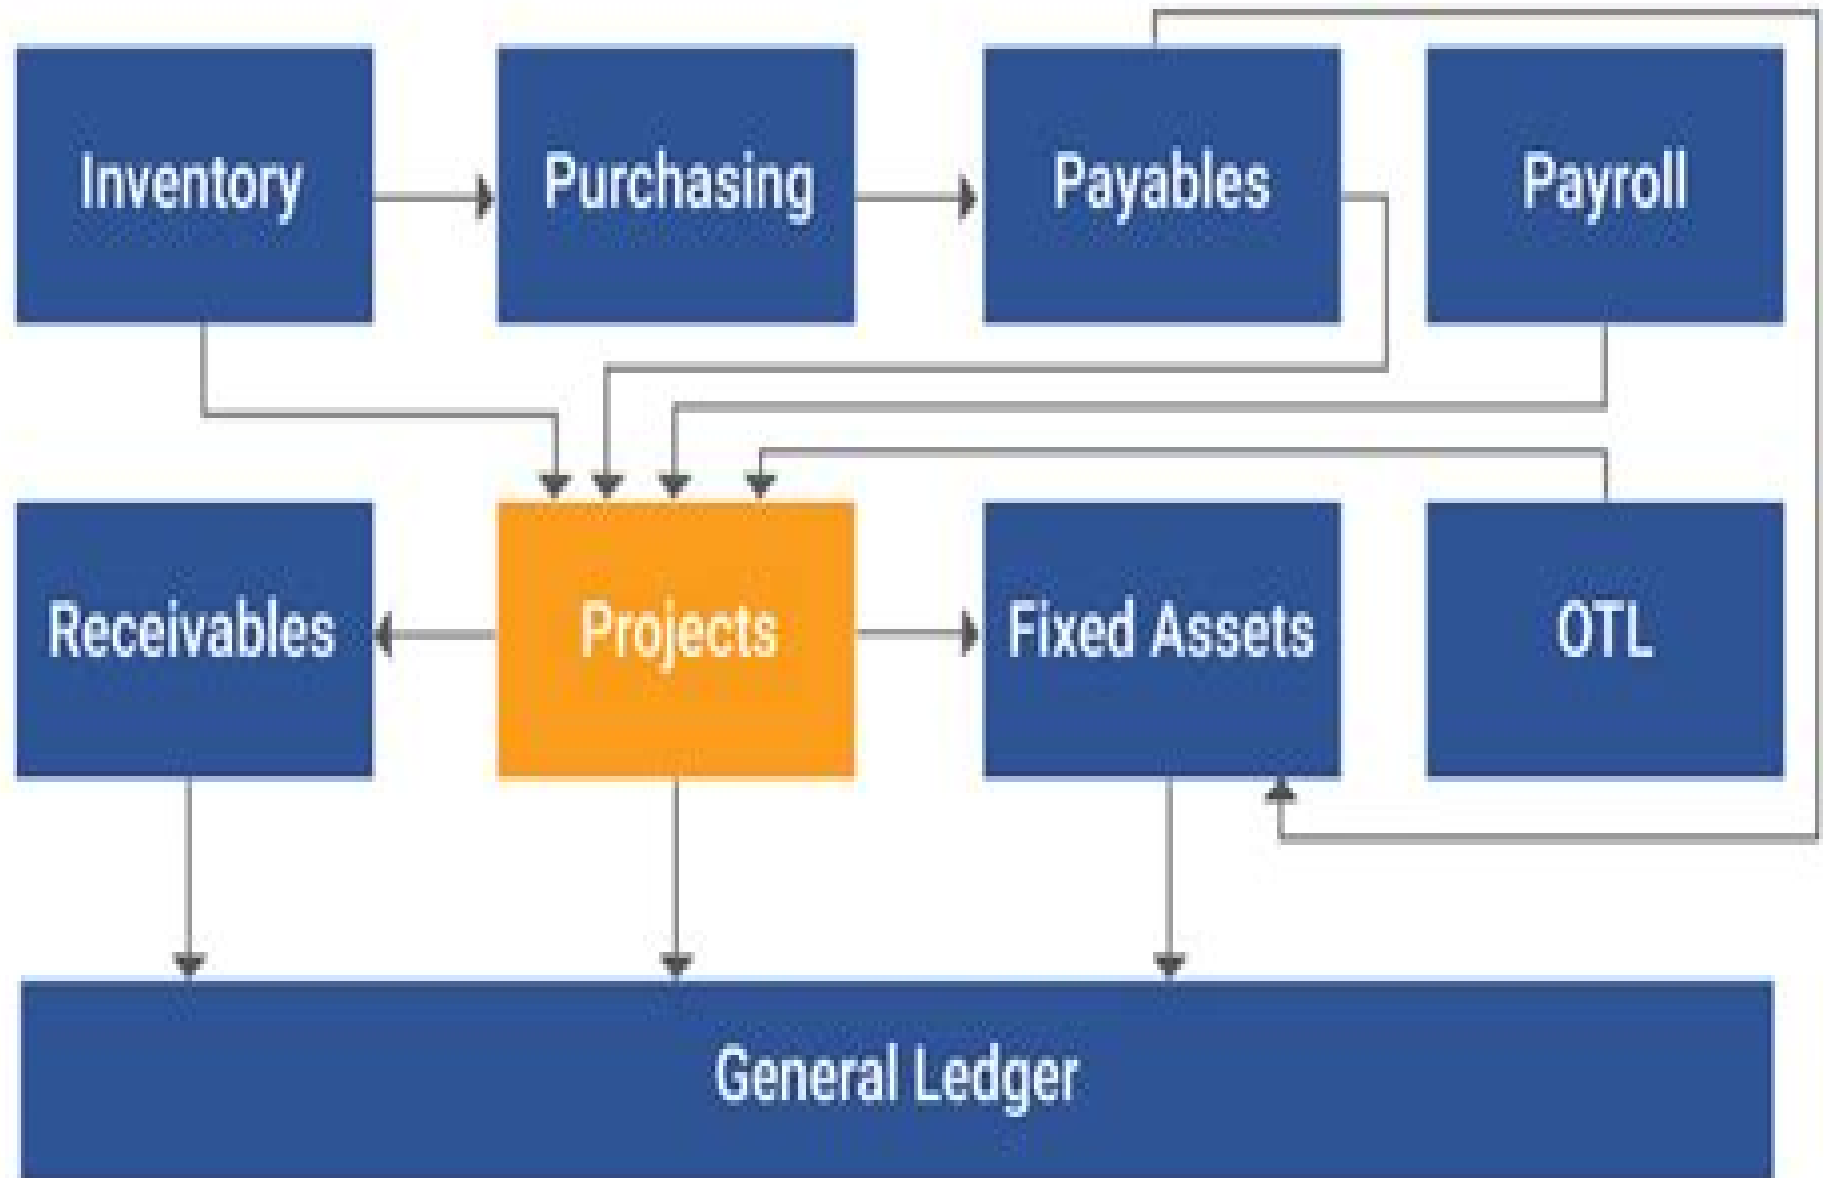 Inventory
Purchasing
Payables
Payroll
Receivables
Projects
Fixed Assets
OTL
General Ledger